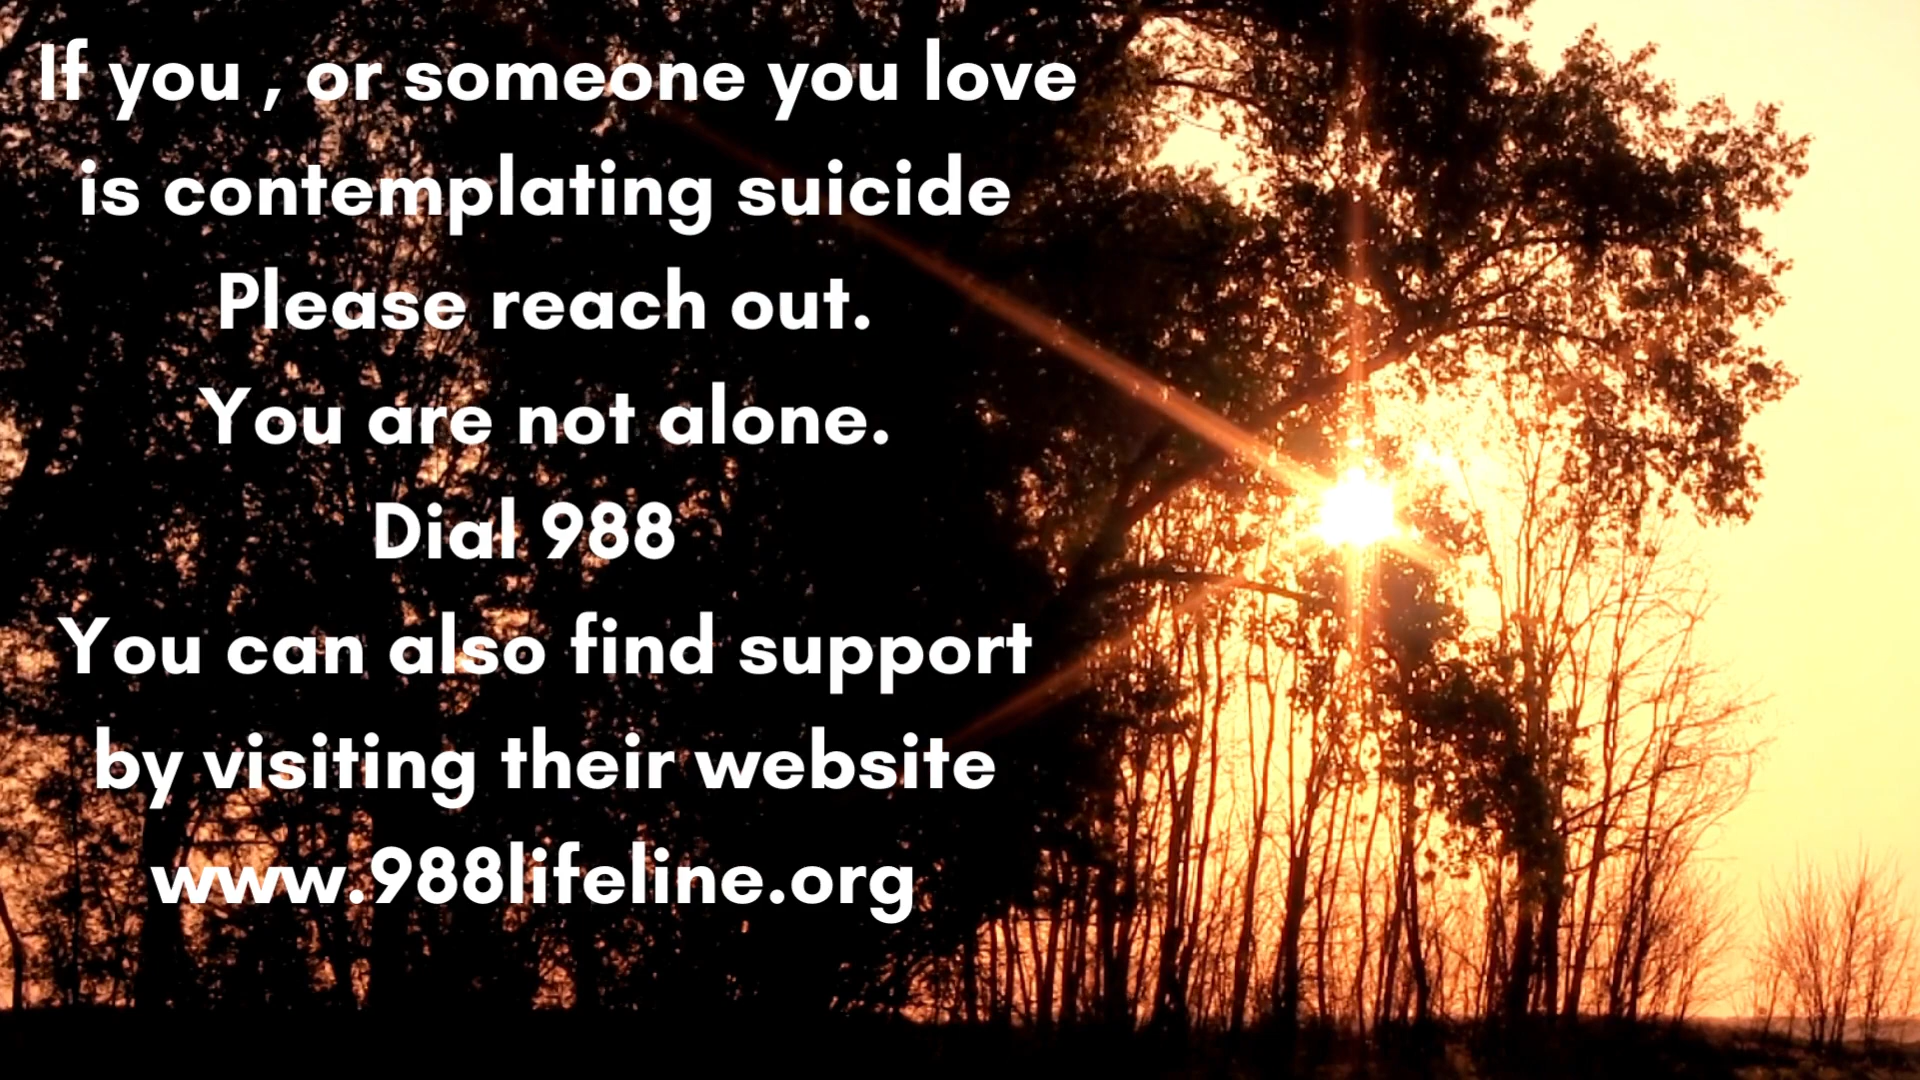 If you , or someone you love
is contemplating suicide
Please reach out.
You are not alone.
Dial 988
You can also find support
by visiting their website
www.988lifeline.org